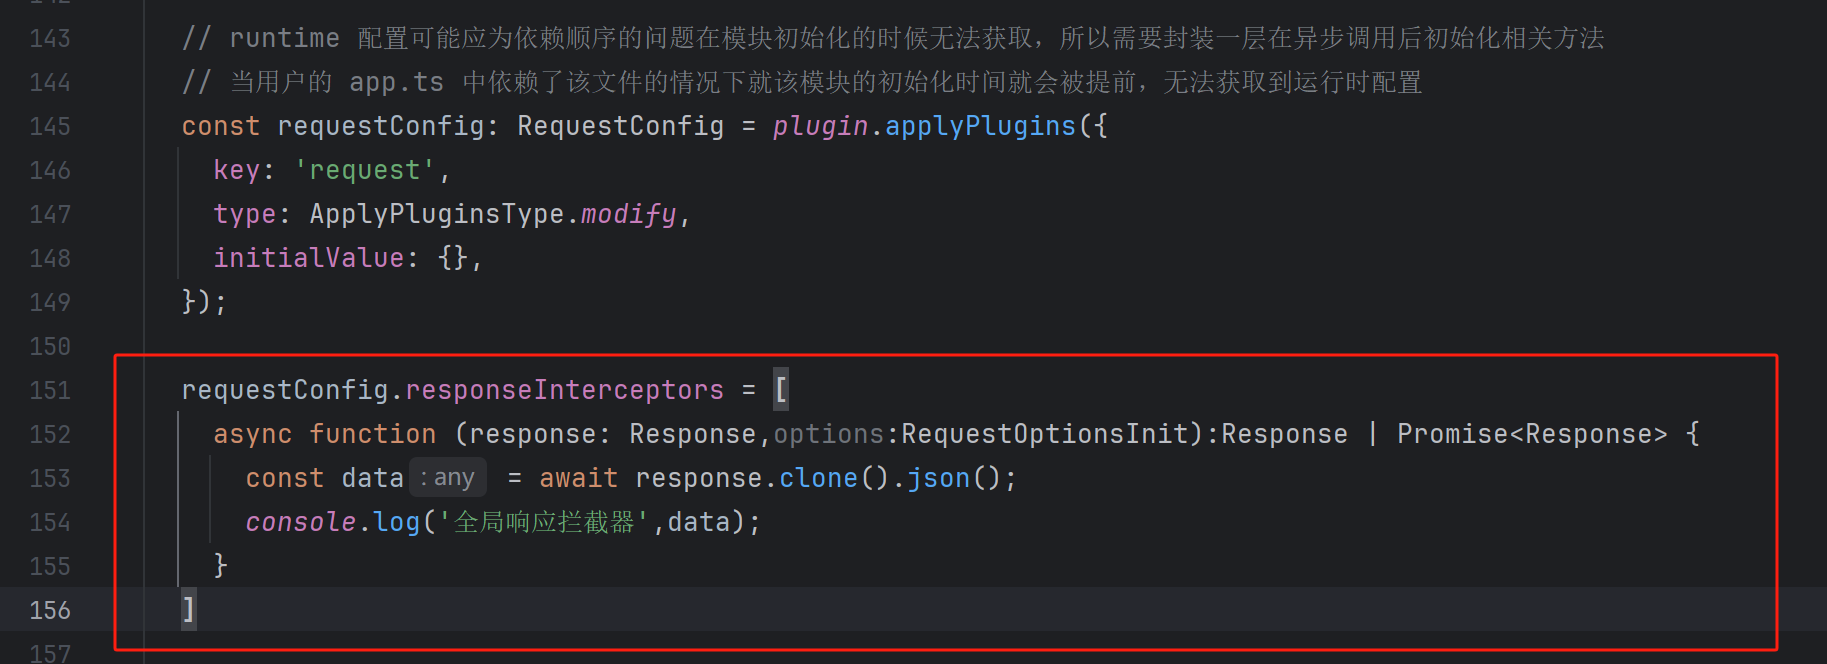 143 // runtime 配置可能应为依赖顺序的问题在模块初始化的时候无法获取，所以需要封装一层在异步调用后初始化相关方法
144 // 当用户的 app.ts 中依赖了该文件的情况下就该模块的初始化时间就会被提前，无法获取到运行时配置
145 const requestConfig: RequestConfig = plugin.applyPlugins({
146 key: 'request',
147 type: ApplyPluginsType.modify,
148 initialValue: {},
149 });
150
151 requestConfig.responseInterceptors = [
152 async function (response: Response,options:RequestOptionsInit):Response | Promise<Response> {
153 const data : any = await response.clone().json();
154 console.log('全局响应拦截器',data);
155 }
156 ]
157